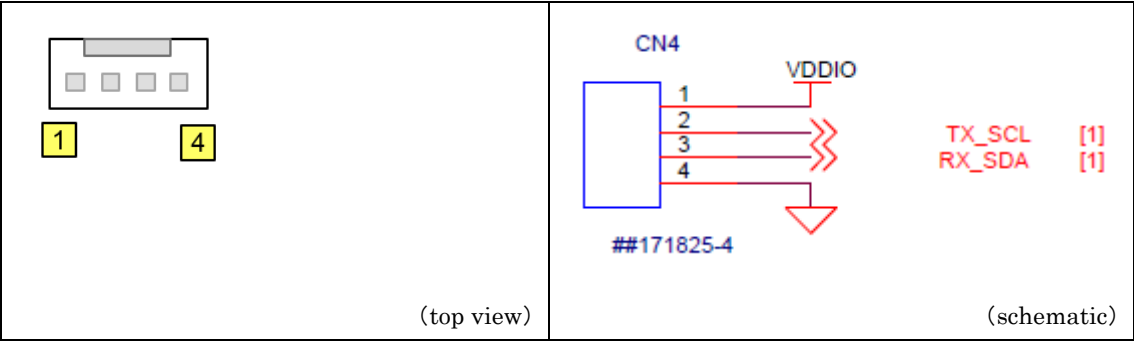 1
4
（top view）
CN4
VDDIO
1
2
3
4
TX_SCL [1]
RX_SDA [1]
##171825-4
（schematic）